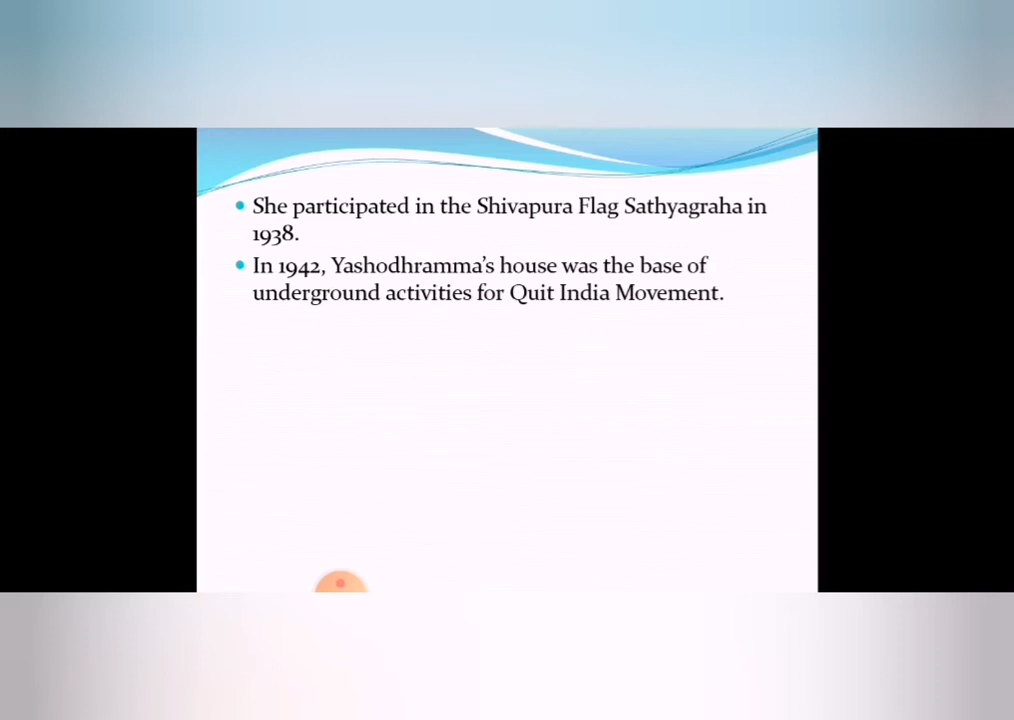 She participated in the Shivapura Flag Sathyagraha in
1938.
In 1942, Yashodhramma's house was the base of
underground activities for Quit India Movement.